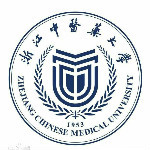 浙江中醫藥大學
1953
ZHEJIANG CHINESE MEDICAL UNIVERSITY